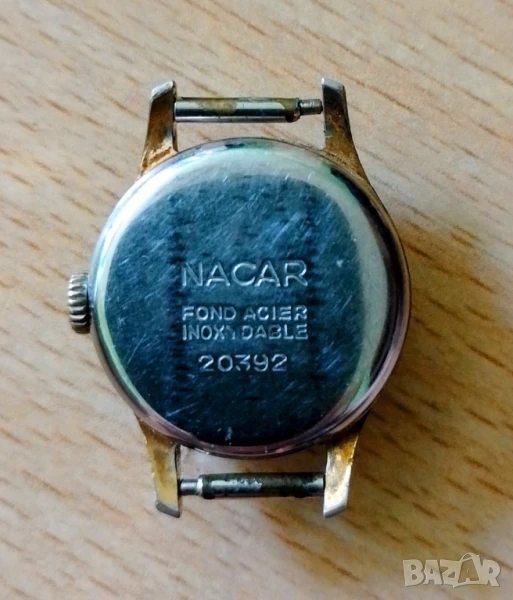 NACAR
FOND ACIER
INOXYDABLE
20392
BAZAR